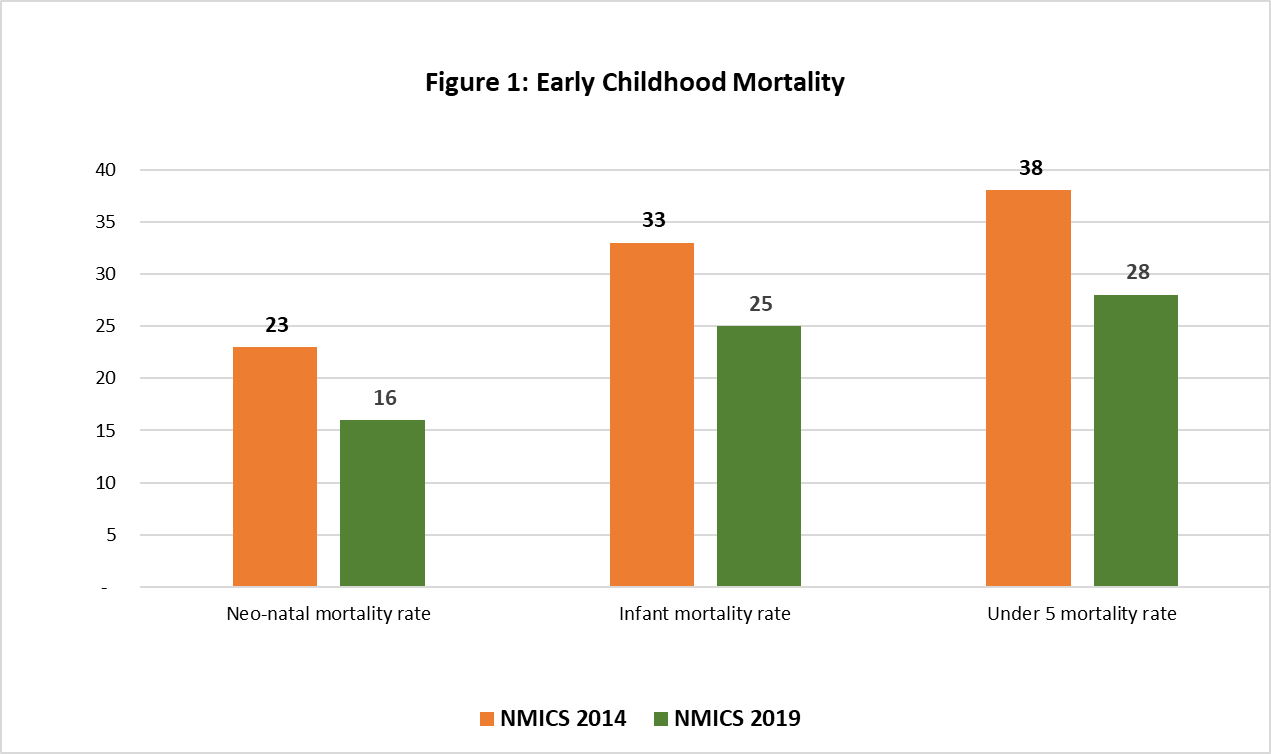 Figure 1: Early Childhood Mortality
40
35
30
25
20
15
10
5
-
23
16
33
25
38
28
Neo-natal mortality rate
Infant mortality rate
Under 5 mortality rate
NMICS 2014
NMICS 2019